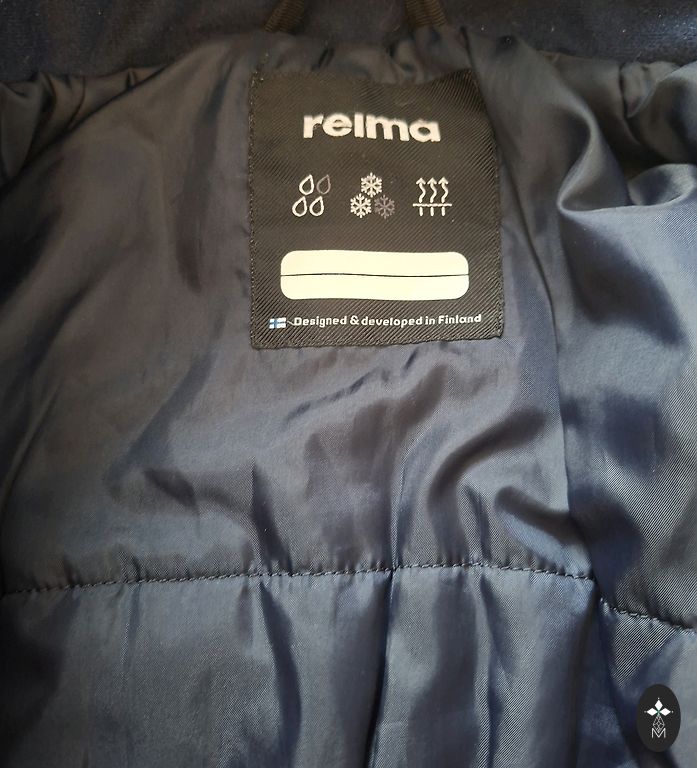 reima
Designed & developed in Finland
M